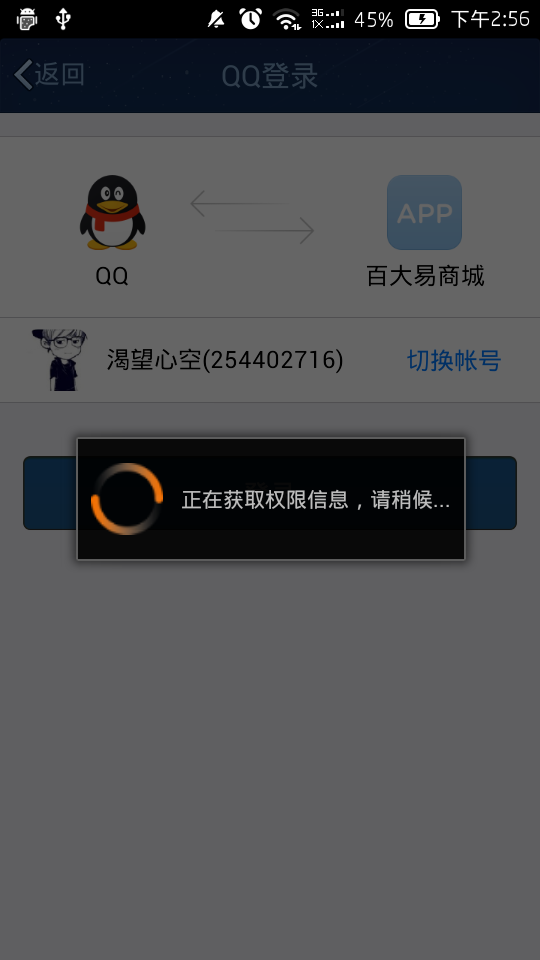 3G
1X
45%
下午2:56
返回
QQ登录
APP
QQ
百大易商城
渴望心空(254402716)
切换帐号
正在获取权限信息，请稍候...